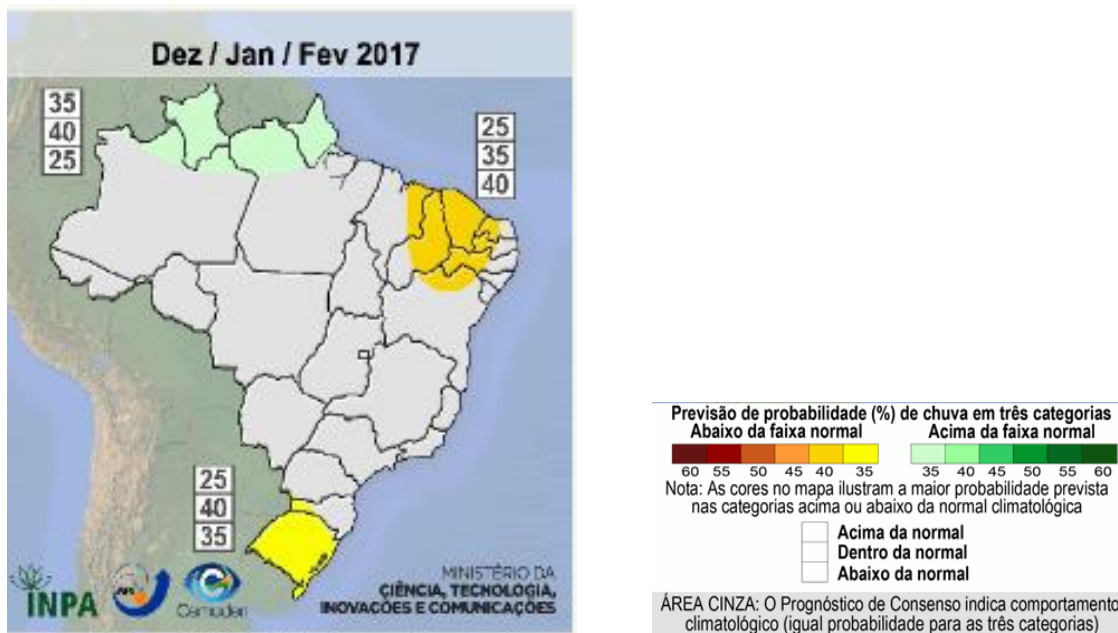 Dez / Jan / Fev 2017
35
40
25
25
35
40
25
40
35
INPA
Cemaden
MINISTÉRIO DA
CIÊNCIA, TECNOLOGIA,
INOVAÇÕES E COMUNICAÇÕES
Previsão de probabilidade (%) de chuva em três categorias
Abaixo da faixa normal Acima da faixa normal
60 55 50 45 40 35 35 40 45 50 55 60
Nota: As cores no mapa ilustram a maior probabilidade prevista
nas categorias acima ou abaixo da normal climatológica
Acima da normal
Dentro da normal
Abaixo da normal
ÁREA CINZA: O Prognóstico de Consenso indica comportamento
climatológico (igual probabilidade para as três categorias)